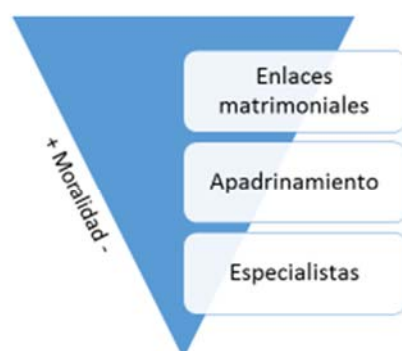 Enlaces
matrimoniales
+ Moralidad -
Apadrinamiento
Especialistas